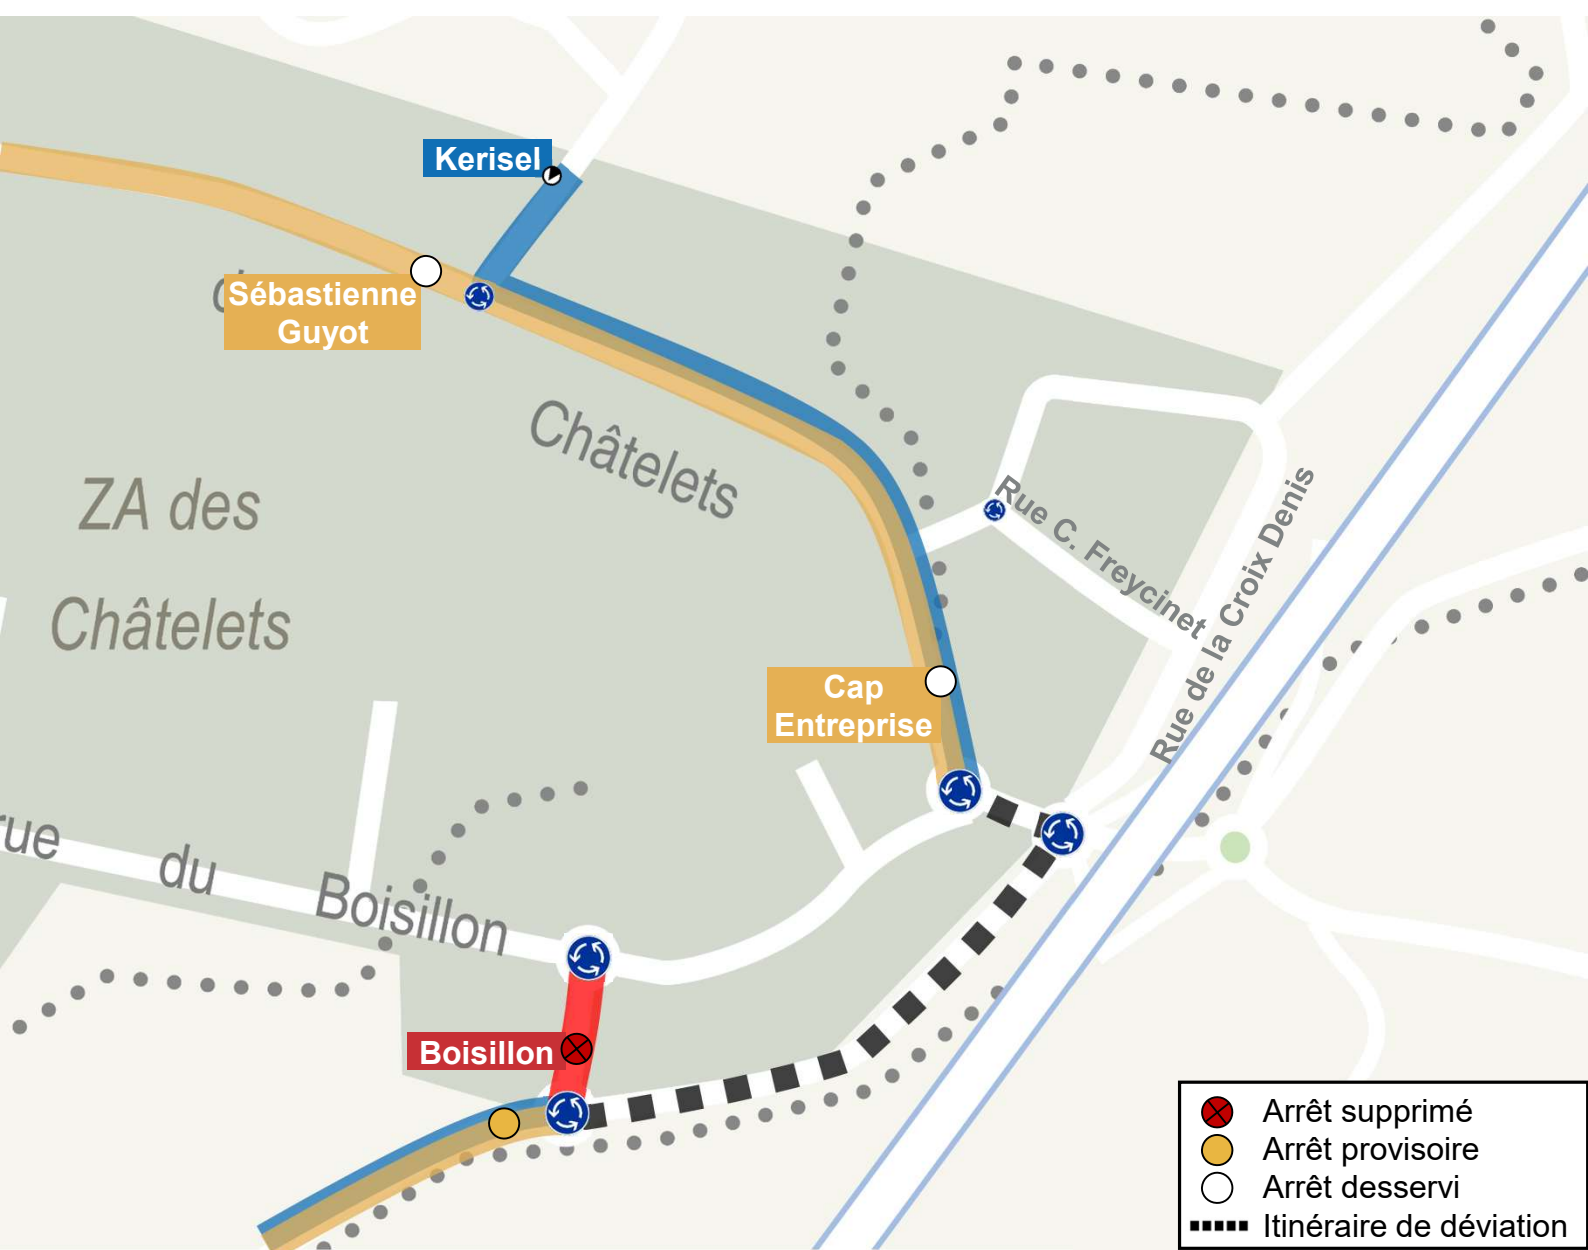 Kerisel
d
Sébastienne
Guyot
Châtelets
ZA des
Châtelets
Rue C. Freycinet
Rue de la Croix Denis
Cap
Entreprise
rue du Boisillon
Boisillon
Arrêt supprimé
Arrêt provisoire
Arrêt desservi
Itinéraire de déviation